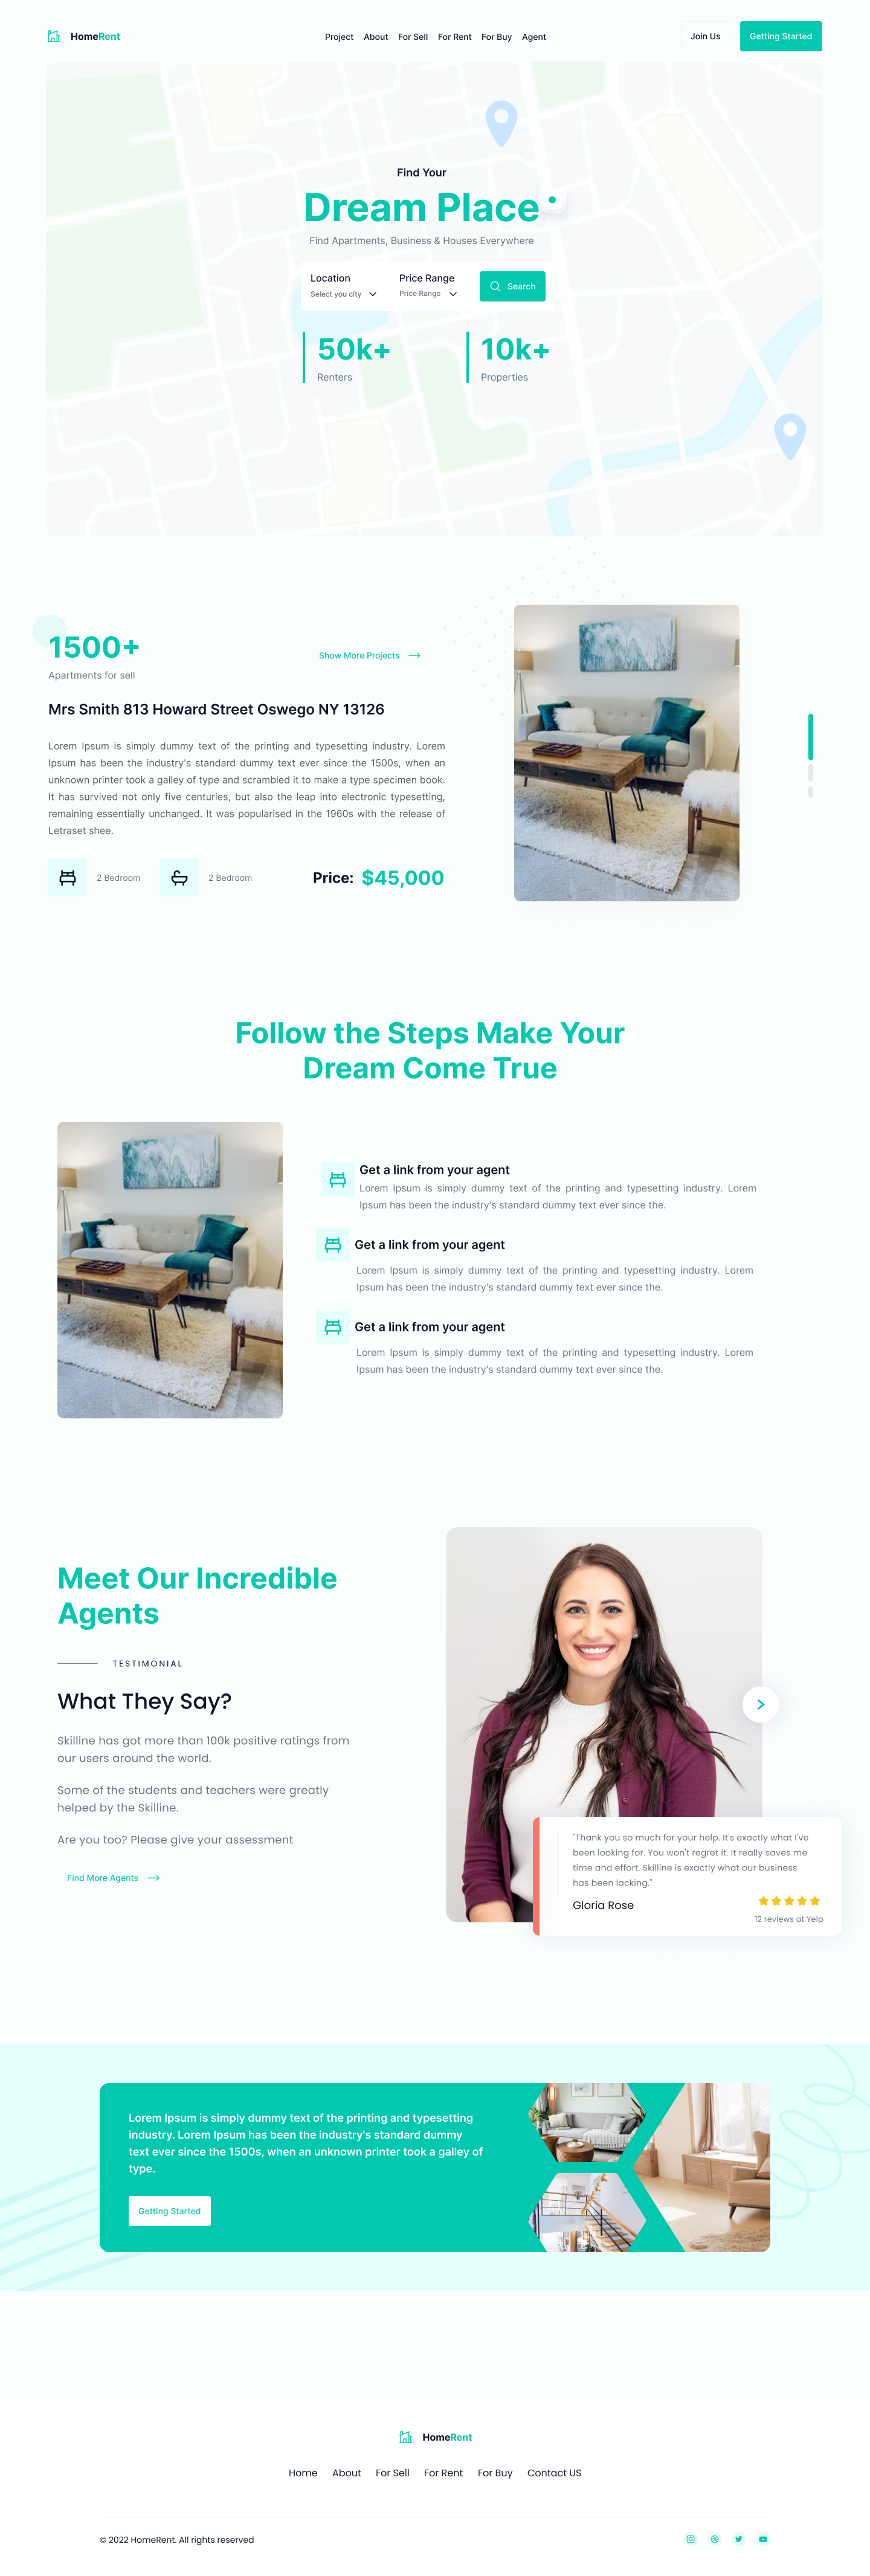 HomeRent
Project About For Sell For Rent For Buy Agent
Join Us
Getting Started
Find Your
Dream Place
Find Apartments, Business & Houses Everywhere
Location
Select you city
Price Range
Price Range
Search
50k+
Renters
10k+
Properties
1500+
Apartments for sell
Show More Projects
Mrs Smith 813 Howard Street Oswego NY 13126
Lorem Ipsum is simply dummy text of the printing and typesetting industry. Lorem
Ipsum has been the industry's standard dummy text ever since the 1500s, when an
unknown printer took a galley of type and scrambled it to make a type specimen book.
It has survived not only five centuries, but also the leap into electronic typesetting,
remaining essentially unchanged. It was popularised in the 1960s with the release of
Letraset shee.
2 Bedroom
2 Bedroom
Price: $45,000
Follow the Steps Make Your
Dream Come True
Get a link from your agent
Lorem Ipsum is simply dummy text of the printing and typesetting industry. Lorem
Ipsum has been the industry's standard dummy text ever since the.
Get a link from your agent
Lorem Ipsum is simply dummy text of the printing and typesetting industry. Lorem
Ipsum has been the industry's standard dummy text ever since the.
Get a link from your agent
Lorem Ipsum is simply dummy text of the printing and typesetting industry. Lorem
Ipsum has been the industry's standard dummy text ever since the.
Meet Our Incredible
Agents
TESTIMONIAL
What They Say?
Skilline has got more than 100k positive ratings from
our users around the world.
Some of the students and teachers were greatly
helped by the Skilline.
Are you too? Please give your assessment
Find More Agents
"Thank you so much for your help. It's exactly what I've
been looking for. You won't regret it. It really saves me
time and effort. Skilline is exactly what our business
has been lacking."
Gloria Rose
12 reviews at Yelp
Lorem Ipsum is simply dummy text of the printing and typesetting
industry. Lorem Ipsum has been the industry's standard dummy
text ever since the 1500s, when an unknown printer took a galley of
type.
Getting Started
HomeRent
Home About For Sell For Rent For Buy Contact US
© 2022 HomeRent. All rights reserved